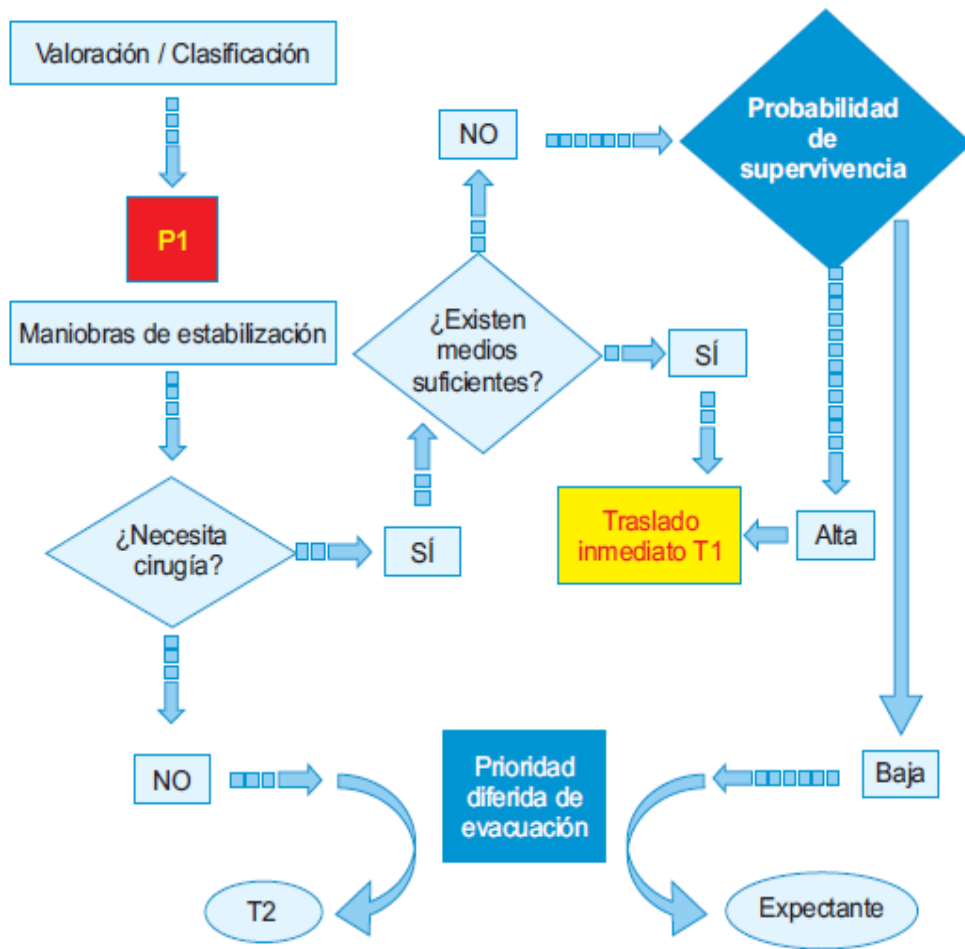 Valoración / Clasificación
P1
Maniobras de estabilización
¿Necesita
cirugía?
SÍ
¿Existen
medios
suficientes?
NO
Probabilidad
de
supervivencia
SÍ
Traslado
inmediato T1
Alta
NO
Prioridad
diferida de
evacuación
Baja
T2
Expectante